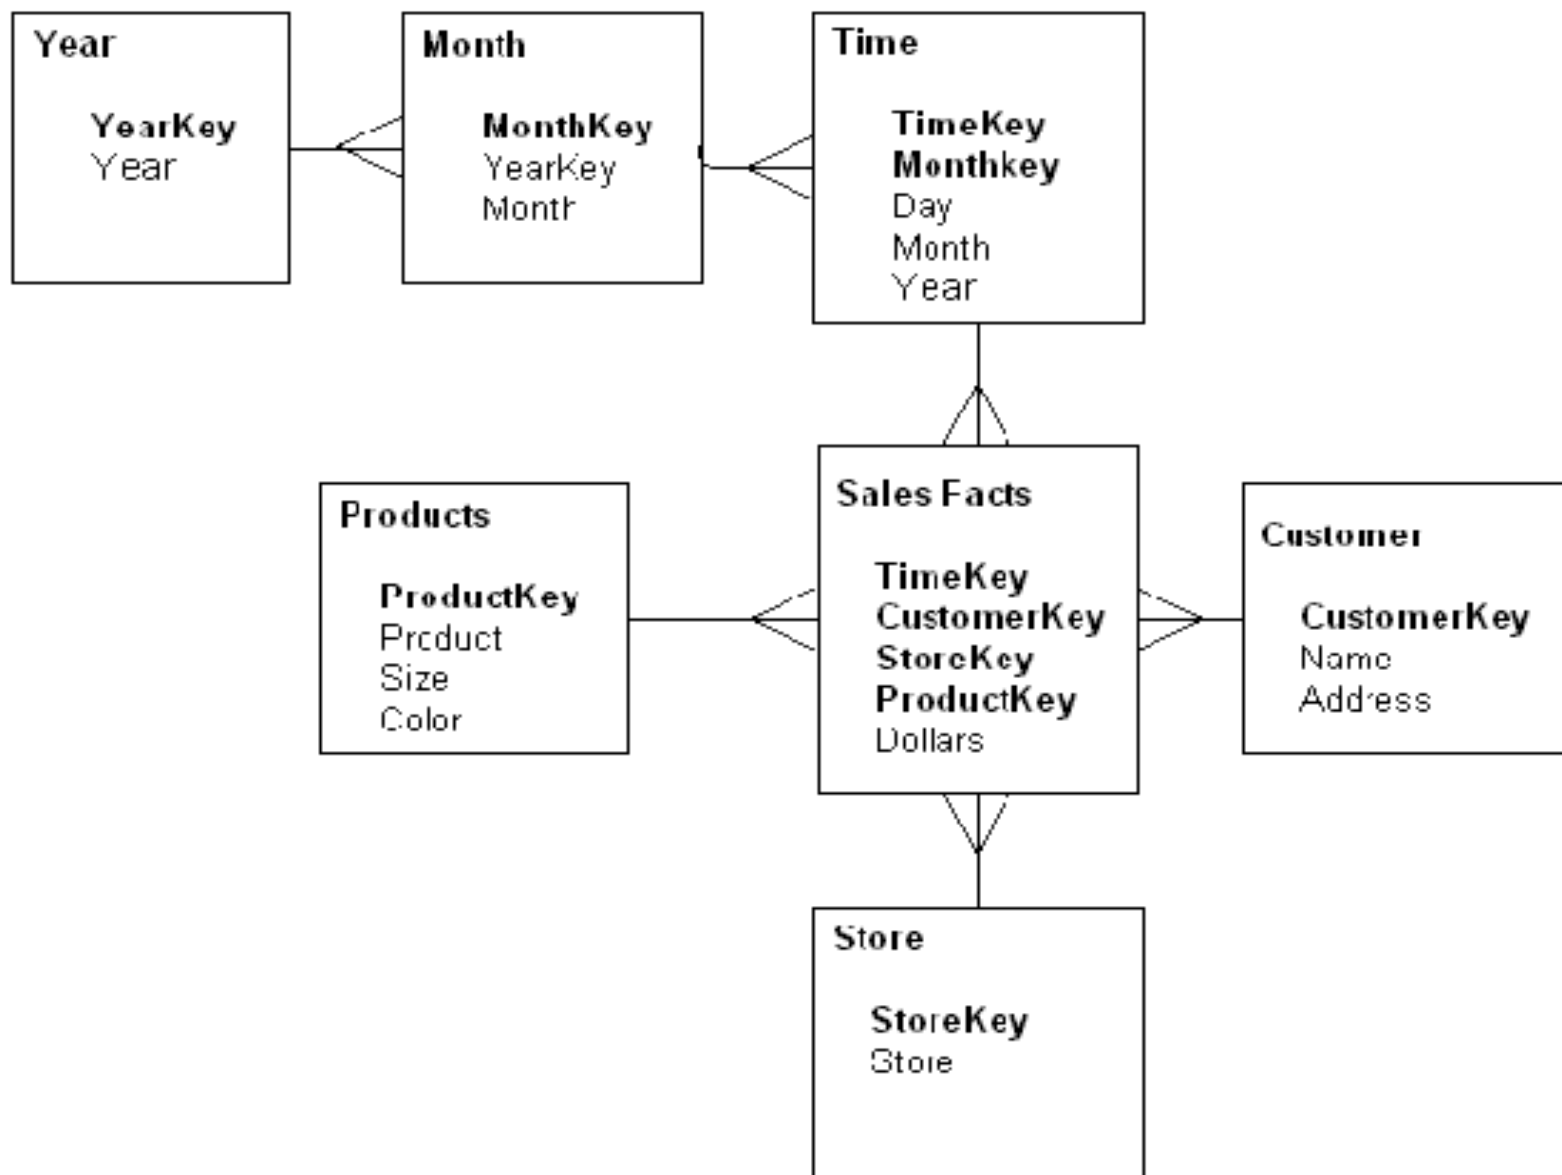 Year
YearKey
Year
Month
MonthKey
YearKey
Month
Time
TimeKey
Monthkey
Day
Month
Year
Products
ProductKey
Product
Size
Color
Sales Facts
TimeKey
CustomerKey
StoreKey
ProductKey
Dollars
Customer
CustomerKey
Name
Address
Store
StoreKey
Store